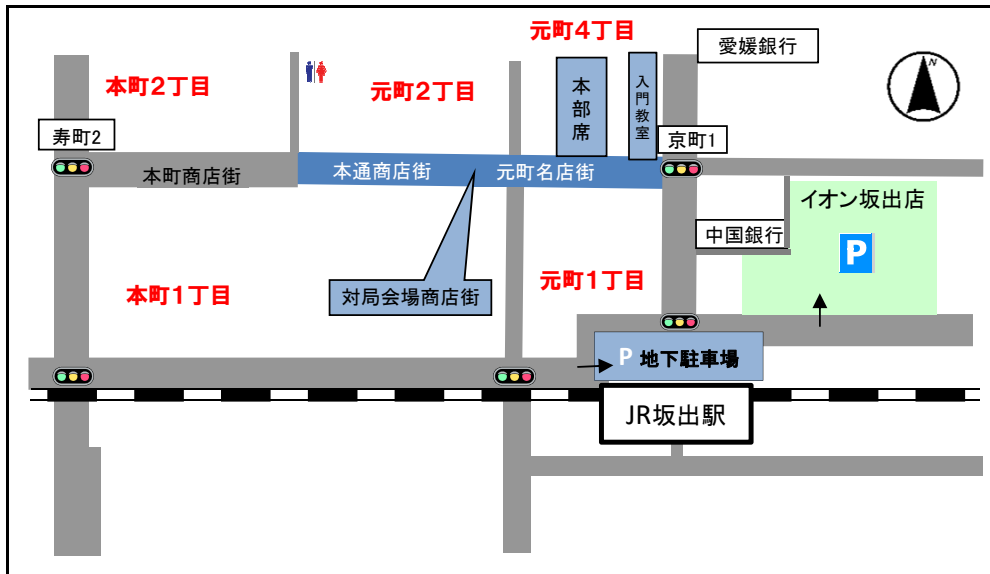 元町4丁目
愛媛銀行
N
本町2丁目
元町2丁目
本部席
入門教室
寿町2
京町1
本町商店街
本通商店街
元町名店街
イオン坂出店
中国銀行
P
本町1丁目
対局会場商店街
元町1丁目
P 地下駐車場
JR坂出駅